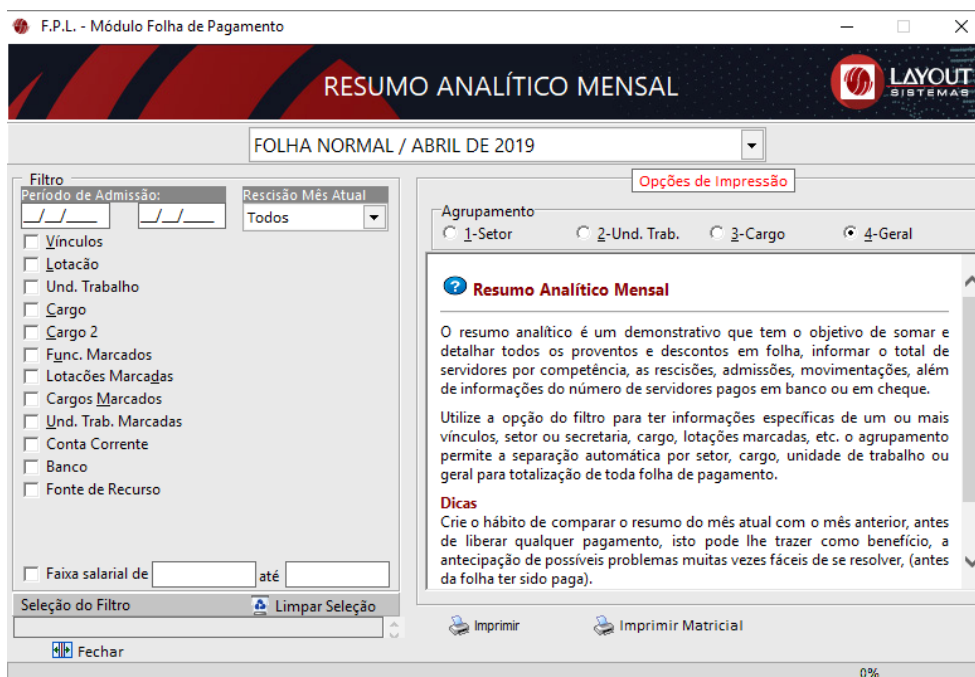 F.P.L. - Módulo Folha de Pagamento
RESUMO ANALÍTICO MENSAL
LAYOUT
SISTEMAS
FOLHA NORMAL / ABRIL DE 2019
Filtro
Período de Admissão:
Rescisão Mês Atual
__/__/____ __/__/____
Todos
Vínculos
Lotacão
Und. Trabalho
Cargo
Cargo 2
Func. Marcados
Lotacões Marcadas
Cargos Marcados
Und. Trab. Marcadas
Conta Corrente
Banco
Fonte de Recurso
Faixa salarial de
até
Seleção do Filtro
Limpar Seleção
Fechar
Opções de Impressão
Agrupamento
1-Setor 2-Und. Trab. 3-Cargo 4-Geral
Resumo Analítico Mensal
O resumo analítico é um demonstrativo que tem o objetivo de somar e
detalhar todos os proventos e descontos em folha, informar o total de
servidores por competência, as rescisões, admissões, movimentações, além
de informações do número de servidores pagos em banco ou em cheque.
Utilize a opção do filtro para ter informações específicas de um ou mais
vínculos, setor ou secretaria, cargo, lotações marcadas, etc. o agrupamento
permite a separação automática por setor, cargo, unidade de trabalho ou
geral para totalização de toda folha de pagamento.
Dicas
Crie o hábito de comparar o resumo do mês atual com o mês anterior, antes
de liberar qualquer pagamento, isto pode lhe trazer como benefício, a
antecipação de possíveis problemas muitas vezes fáceis de se resolver, (antes
da folha ter sido paga).
Imprimir
Imprimir Matricial
0%